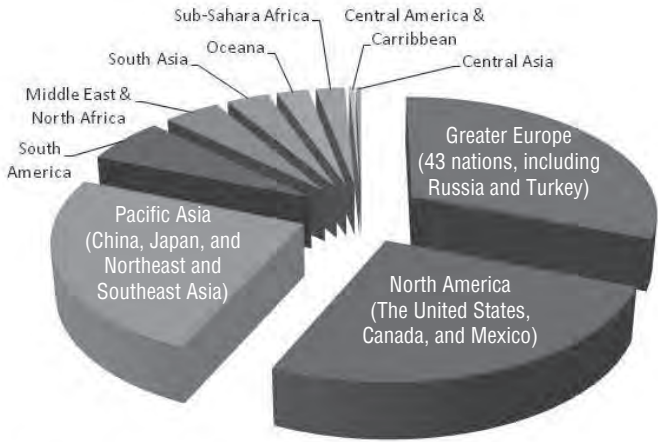 Sub-Sahara Africa
Central America &
Carribbean
Oceana
Central Asia
South Asia
Middle East &
North Africa
South
America
Greater Europe
(43 nations, including
Russia and Turkey)
Pacific Asia
(China, Japan, and
Northeast and
Southeast Asia)
North America
(The United States,
Canada, and Mexico)